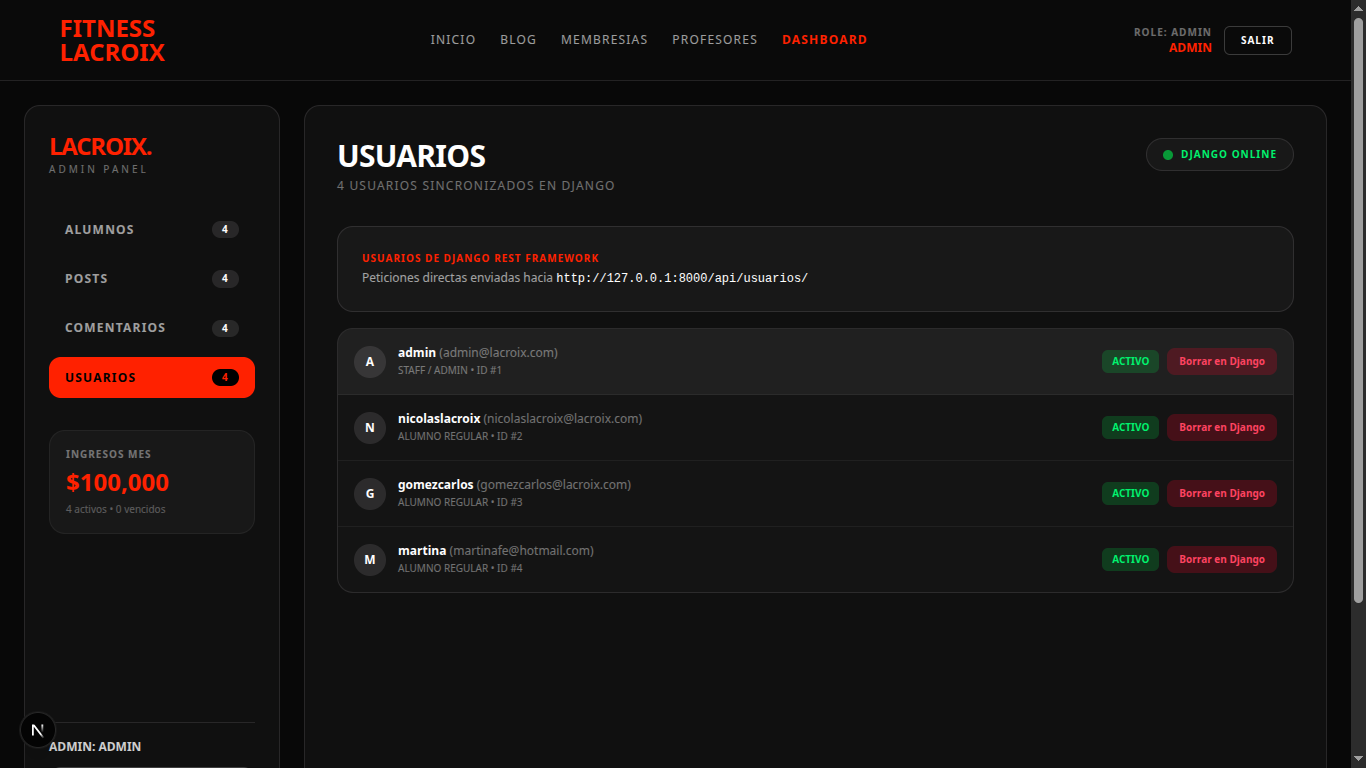 FITNESS
LACROIX
INICIO BLOG MEMBRESIAS PROFESORES DASHBOARD
ROLE: ADMIN
ADMIN
SALIR
LACROIX.
ADMIN PANEL
ALUMNOS 4
POSTS 4
COMENTARIOS 4
USUARIOS 4
INGRESOS MES
$100,000
4 activos • 0 vencidos
N
ADMIN: ADMIN
USUARIOS
4 USUARIOS SINCRONIZADOS EN DJANGO
DJANGO ONLINE
USUARIOS DE DJANGO REST FRAMEWORK
Peticiones directas enviadas hacia http://127.0.0.1:8000/api/usuarios/
A admin (admin@lacroix.com) ACTIVO Borrar en Django
STAFF / ADMIN • ID #1
N nicolaslacroix (nicolaslacroix@lacroix.com) ACTIVO Borrar en Django
ALUMNO REGULAR • ID #2
G gomezcarlos (gomezcarlos@lacroix.com) ACTIVO Borrar en Django
ALUMNO REGULAR • ID #3
M martina (martinafe@hotmail.com) ACTIVO Borrar en Django
ALUMNO REGULAR • ID #4